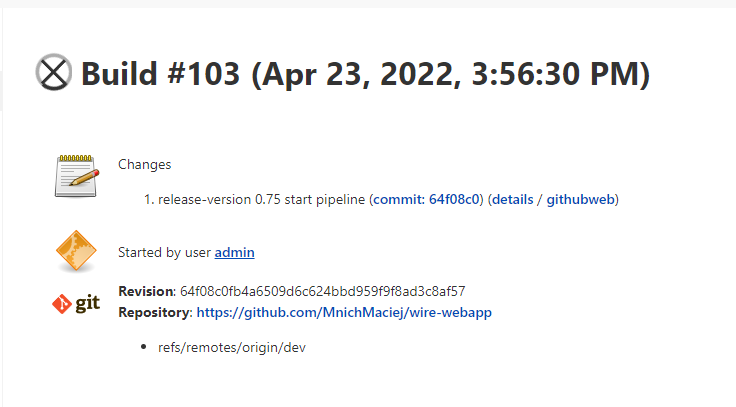 Build #103 (Apr 23, 2022, 3:56:30 PM)
Changes
1. release-version 0.75 start pipeline (commit: 64f08c0) (details / githubweb)
Started by user admin
git
Revision: 64f08c0fb4a6509d6c624bbd959f9f8ad3c8af57
Repository: https://github.com/MnichMaciej/wire-webapp
• refs/remotes/origin/dev